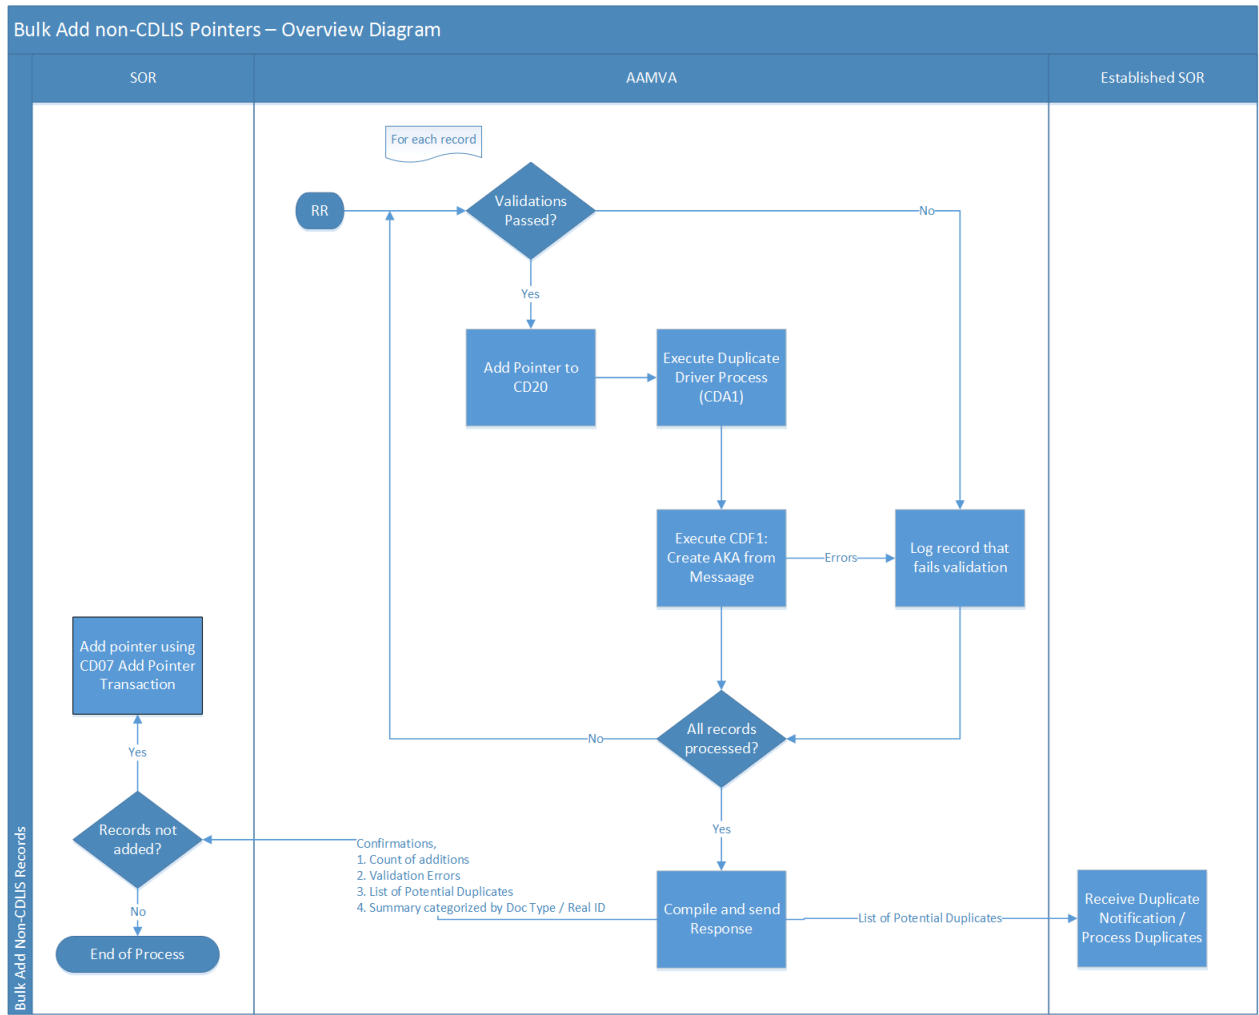 Bulk Add non-CDLIS Pointers – Overview Diagram
SOR
AAMVA
Established SOR
Bulk Add Non-CDLIS Records
For each record
RR
Validations
Passed?
No
Yes
Add Pointer to
CD20
Execute Duplicate
Driver Process
(CDA1)
Execute CDF1:
Create AKA from
Messaage
Errors
Log record that
fails validation
Add pointer using
CD07 Add Pointer
Transaction
Yes
All records
processed?
No
Yes
Records not
added?
No
End of Process
Confirmations,
1. Count of additions
2. Validation Errors
3. List of Potential Duplicates
4. Summary categorized by Doc Type / Real ID
Compile and send
Response
List of Potential Duplicates
Receive Duplicate
Notification /
Process Duplicates